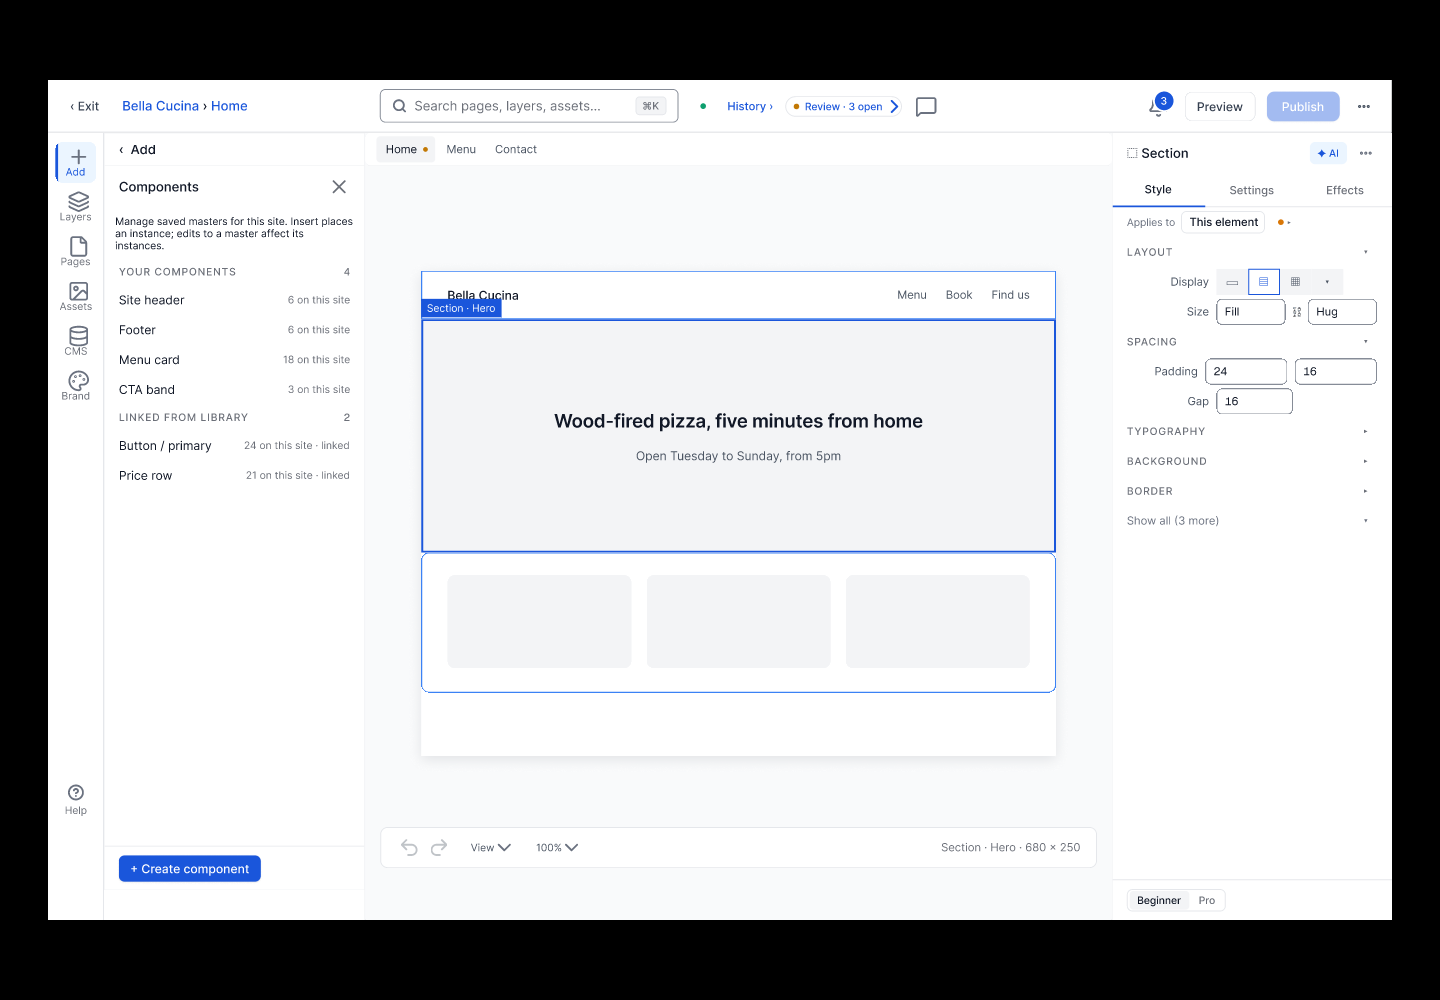 ‹ Exit
Bella Cucina › Home
Search pages, layers, assets...
⌘K
History ›
Review · 3 open
3
Preview
Publish
Add
Layers
Pages
Assets
CMS
Brand
Help
‹ Add
Components
Manage saved masters for this site. Insert places
an instance; edits to a master affect its
instances.
YOUR COMPONENTS 4
Site header 6 on this site
Footer 6 on this site
Menu card 18 on this site
CTA band 3 on this site
LINKED FROM LIBRARY 2
Button / primary 24 on this site · linked
Price row 21 on this site · linked
+ Create component
Home Menu Contact
Bella Cucina
Menu Book Find us
Section · Hero
Wood-fired pizza, five minutes from home
Open Tuesday to Sunday, from 5pm
View 100% Section · Hero · 680 × 250
Section
AI
Style Settings Effects
Applies to This element
LAYOUT
Display
Size Fill Hug
SPACING
Padding 24 16
Gap 16
TYPOGRAPHY
BACKGROUND
BORDER
Show all (3 more)
Beginner Pro